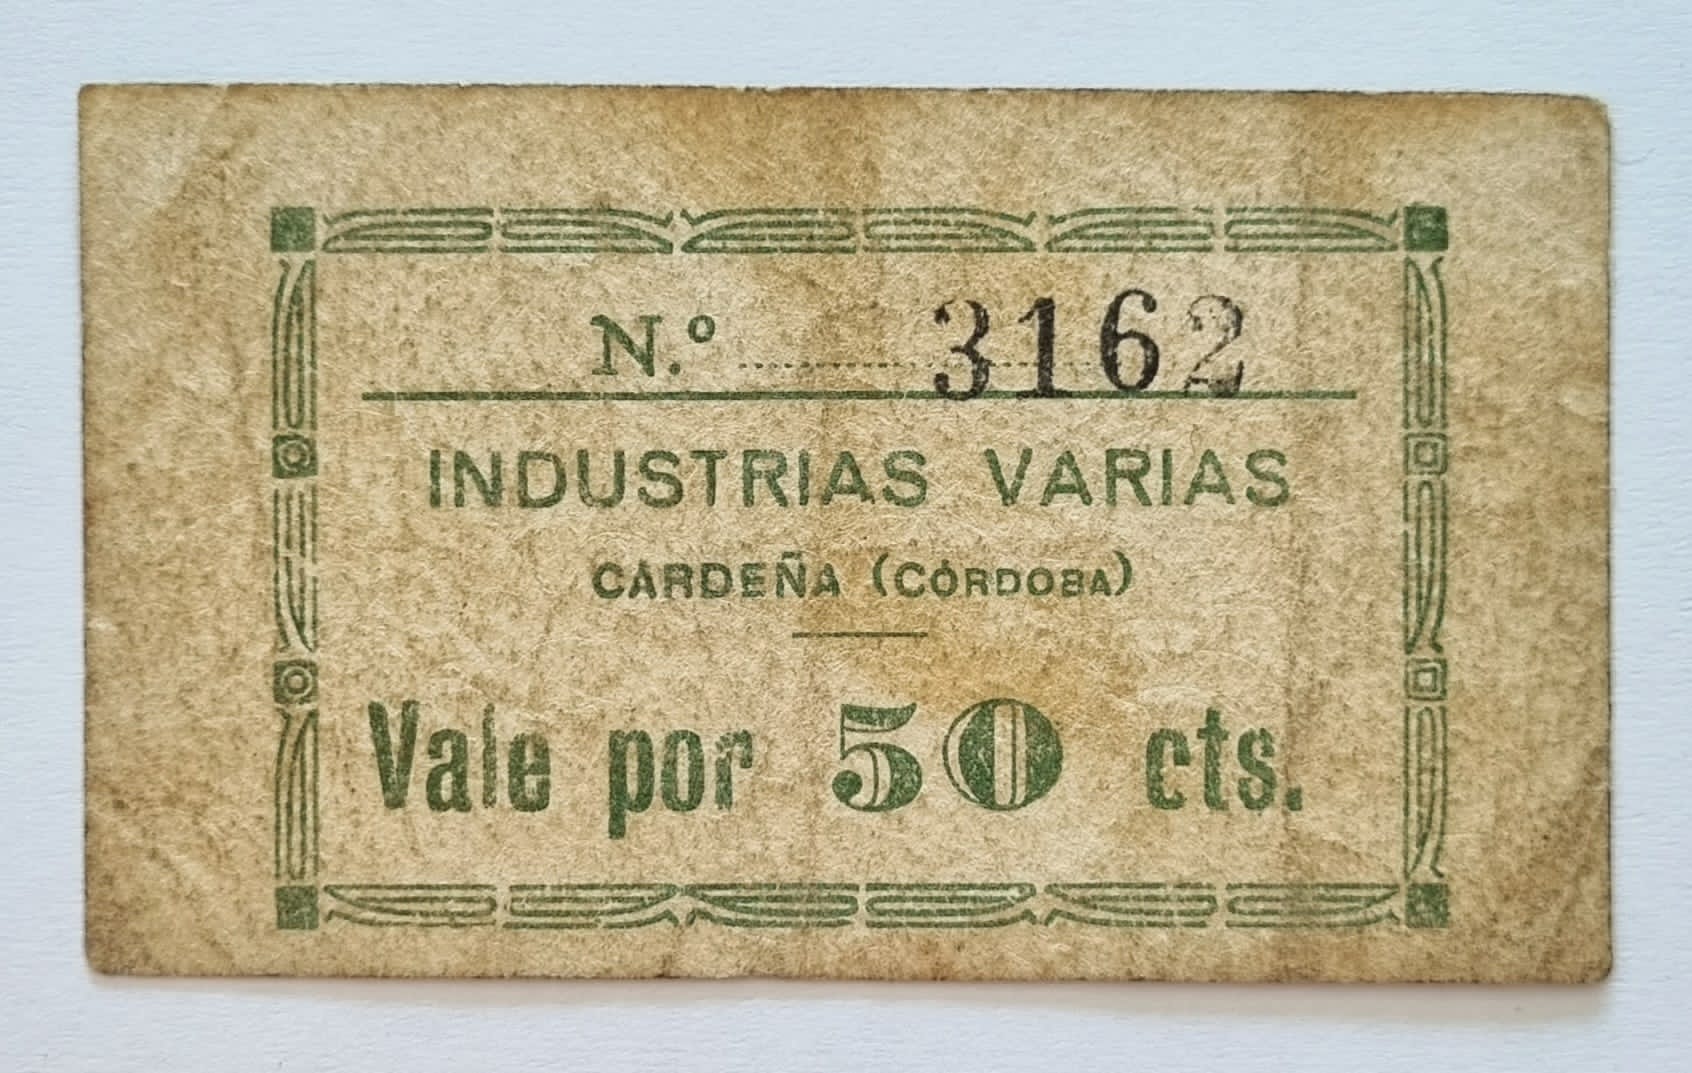 N.º 3162
INDUSTRIAS VARIAS
CARDEÑA (CÓRDOBA)
Vale por 50 cts.